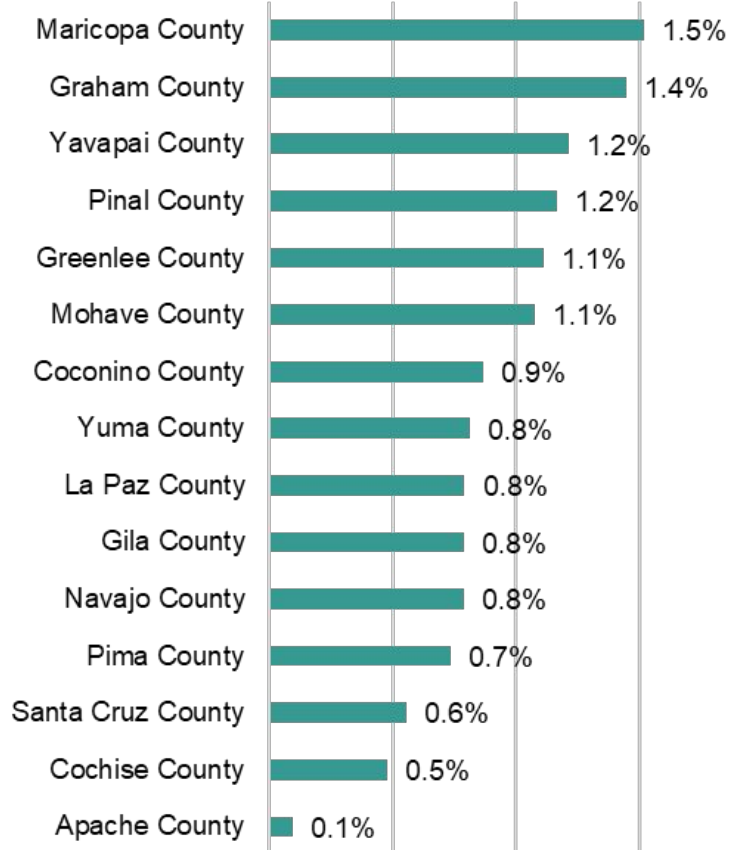 Maricopa County 1.5%
Graham County 1.4%
Yavapai County 1.2%
Pinal County 1.2%
Greenlee County 1.1%
Mohave County 1.1%
Coconino County 0.9%
Yuma County 0.8%
La Paz County 0.8%
Gila County 0.8%
Navajo County 0.8%
Pima County 0.7%
Santa Cruz County 0.6%
Cochise County 0.5%
Apache County 0.1%